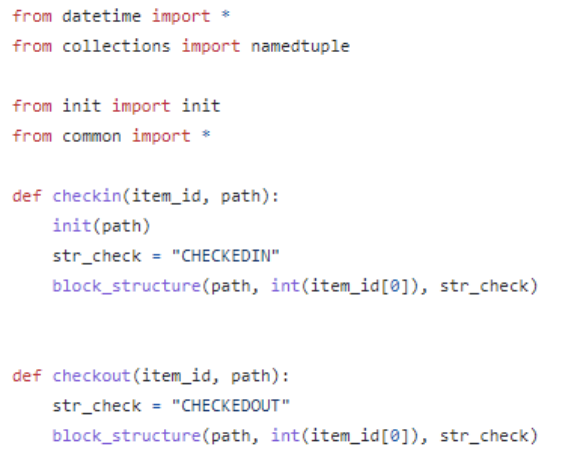 from datetime import *
from collections import namedtuple

from init import init
from common import *

def checkin(item_id, path):
    init(path)
    str_check = "CHECKEDIN"
    block_structure(path, int(item_id[0]), str_check)


def checkout(item_id, path):
    str_check = "CHECKEDOUT"
    block_structure(path, int(item_id[0]), str_check)